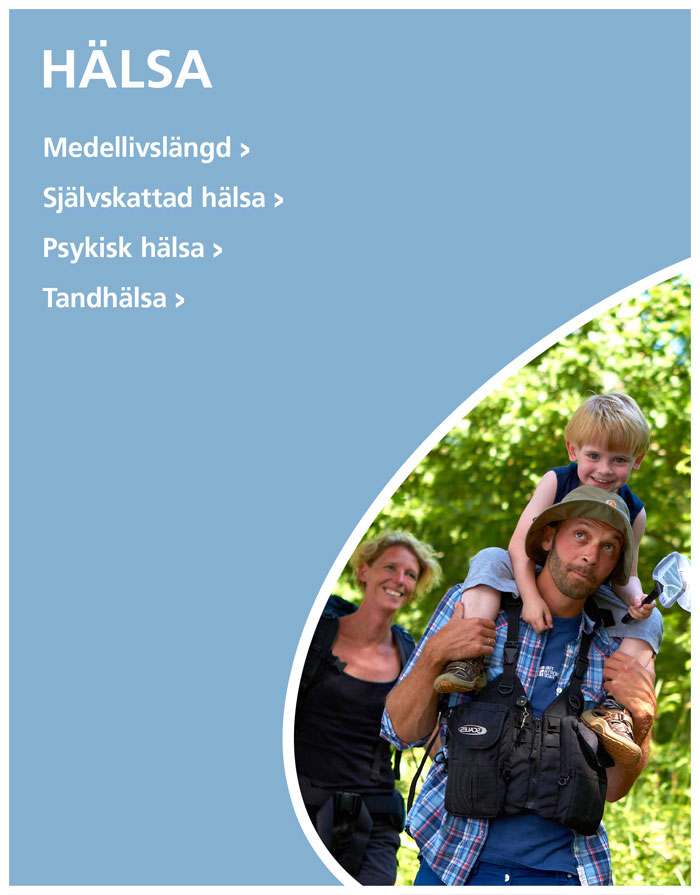 HÄLSA
Medellivslängd >
Självskattad hälsa >
Psykisk hälsa >
Tandhälsa >